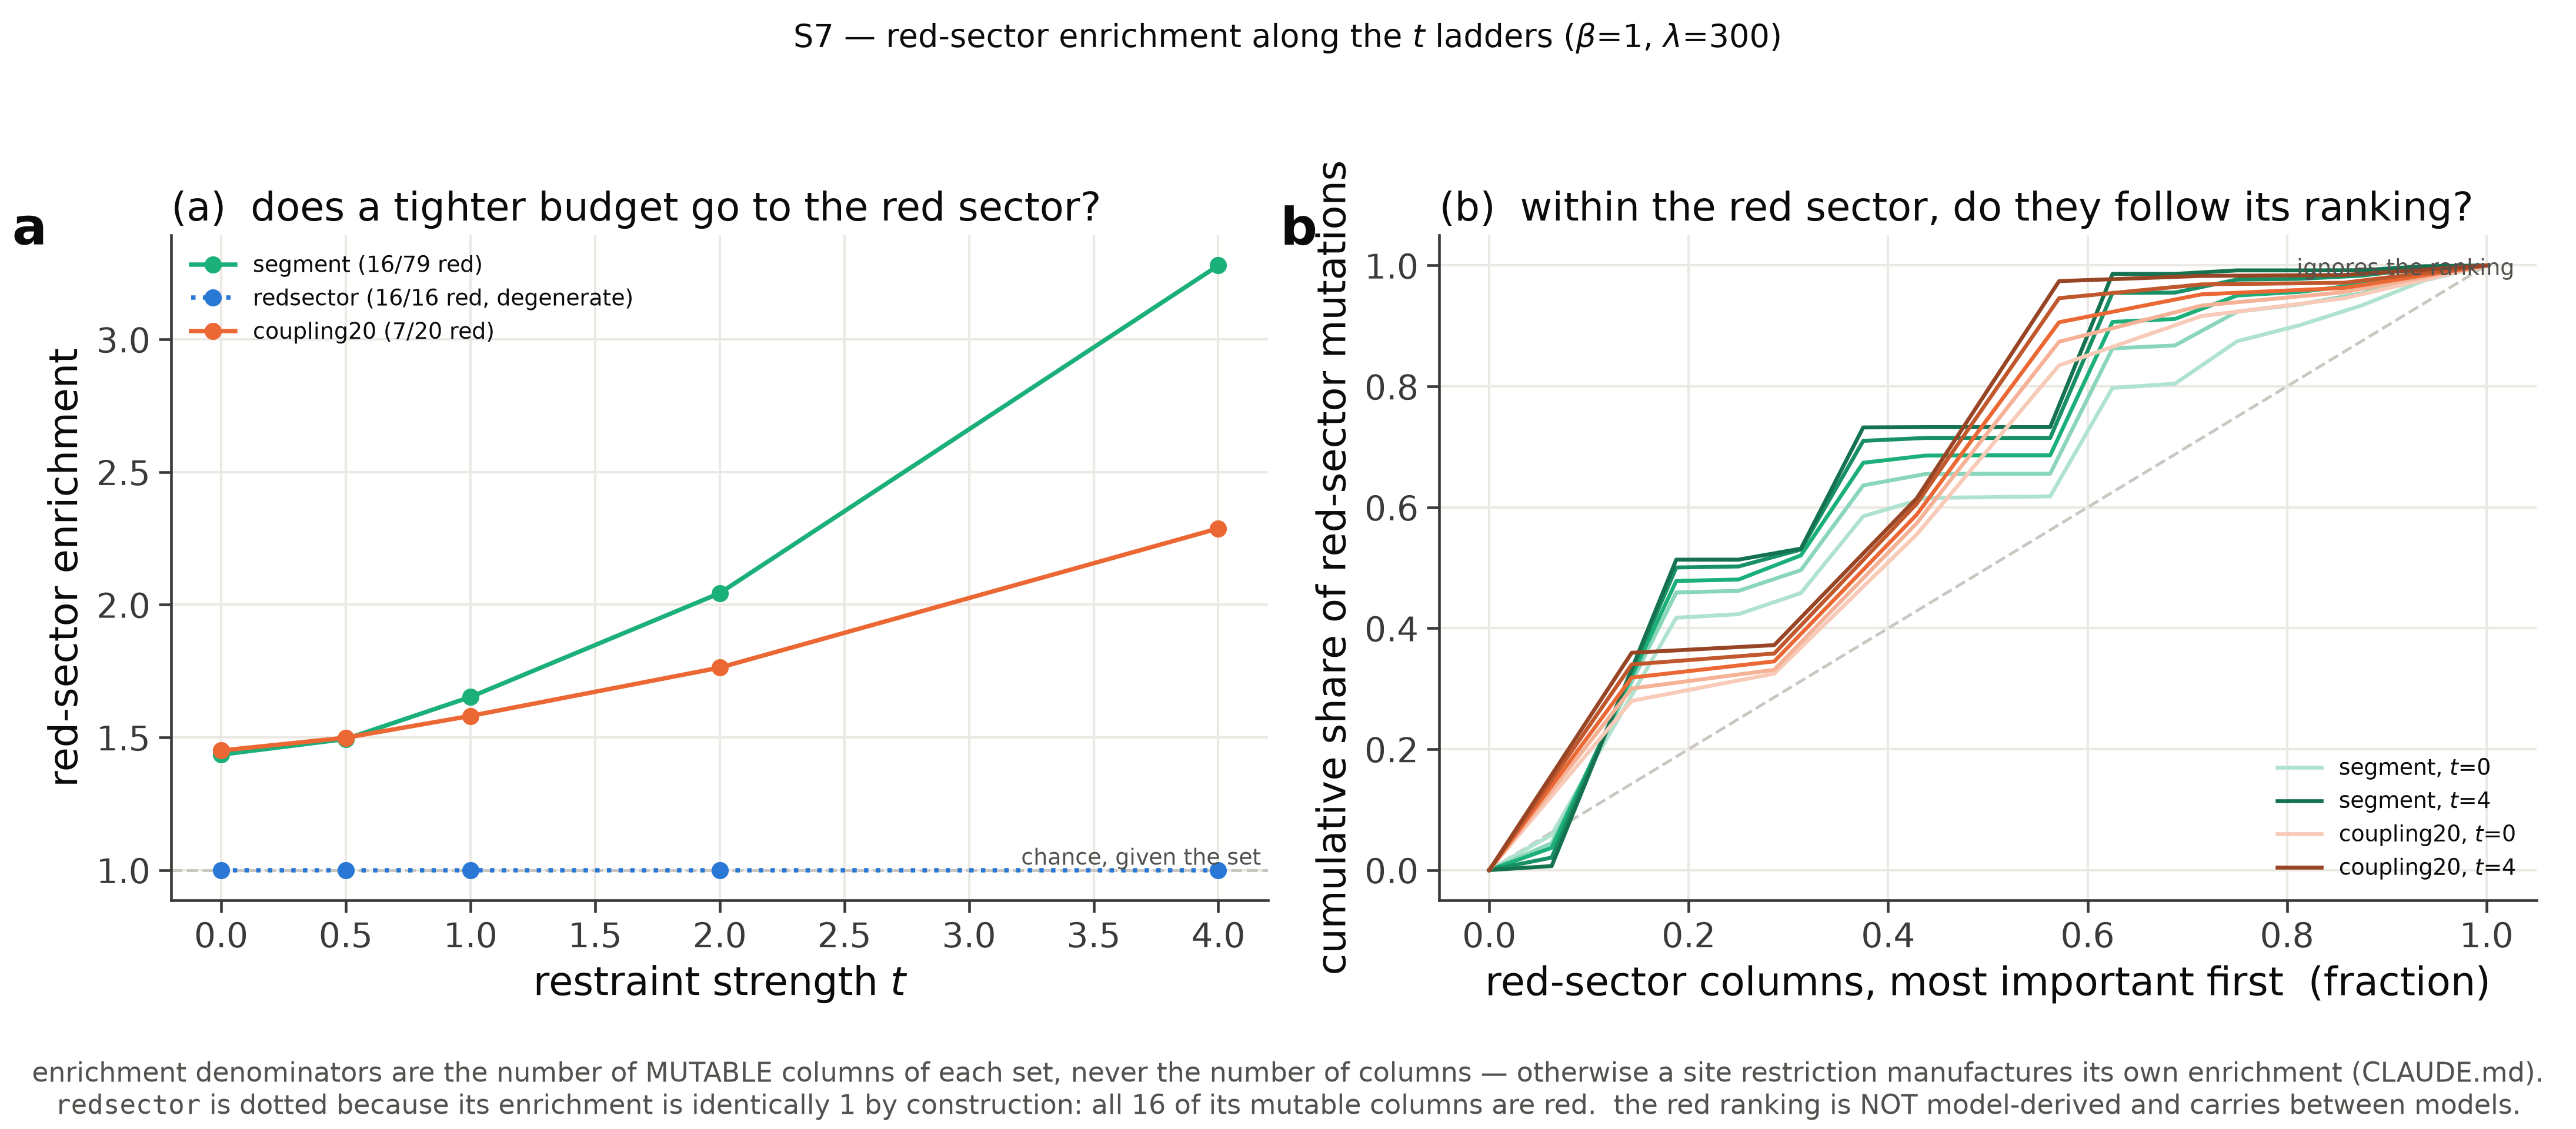 S7 — red-sector enrichment along the t ladders (β=1, λ=300)
a
(a) does a tighter budget go to the red sector?
segment (16/79 red)
redsector (16/16 red, degenerate)
coupling20 (7/20 red)
red-sector enrichment
3.0
2.5
2.0
1.5
1.0
chance, given the set
0.0 0.5 1.0 1.5 2.0 2.5 3.0 3.5 4.0
restraint strength t
b
(b) within the red sector, do they follow its ranking?
ignores the ranking
cumulative share of red-sector mutations
1.0
0.8
0.6
0.4
0.2
0.0
segment, t=0
segment, t=4
coupling20, t=0
coupling20, t=4
0.0 0.2 0.4 0.6 0.8 1.0
red-sector columns, most important first (fraction)
enrichment denominators are the number of MUTABLE columns of each set, never the number of columns — otherwise a site restriction manufactures its own enrichment (CLAUDE.md).
redsector is dotted because its enrichment is identically 1 by construction: all 16 of its mutable columns are red. the red ranking is NOT model-derived and carries between models.